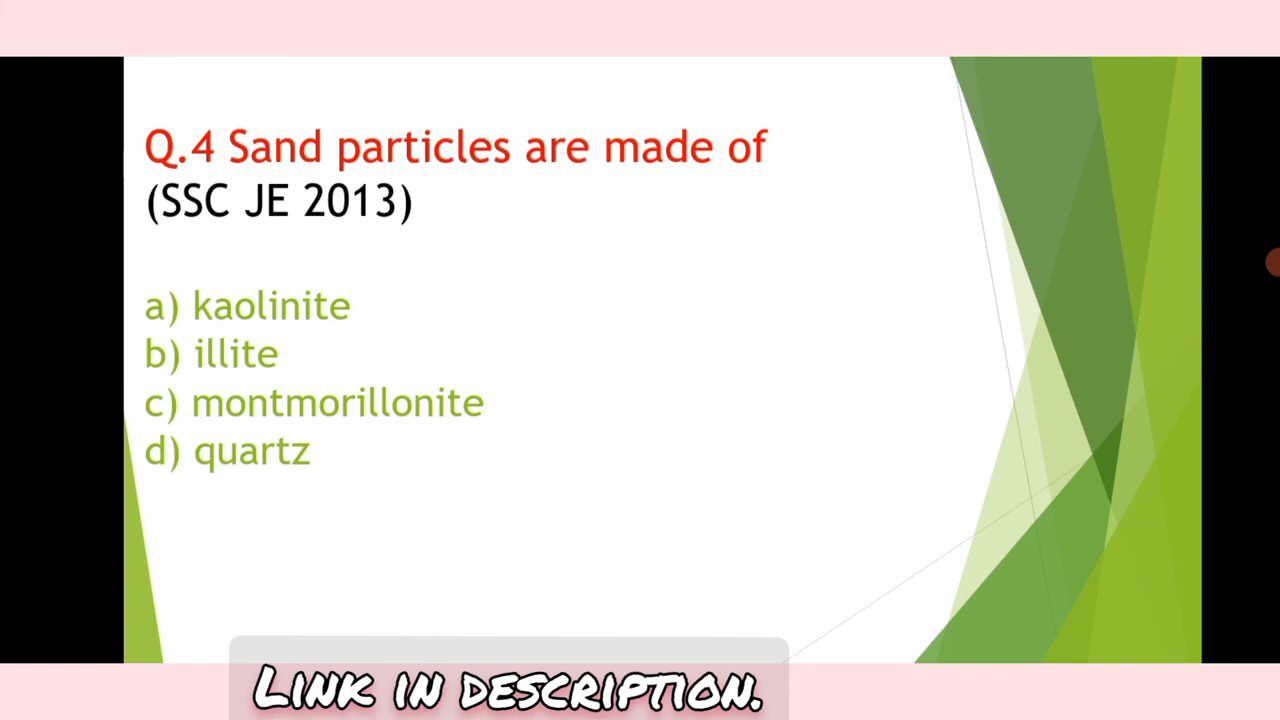 Q.4 Sand particles are made of
(SSC JE 2013)
a) kaolinite
b) illite
c) montmorillonite
d) quartz
LINK IN DESCRIPTION.